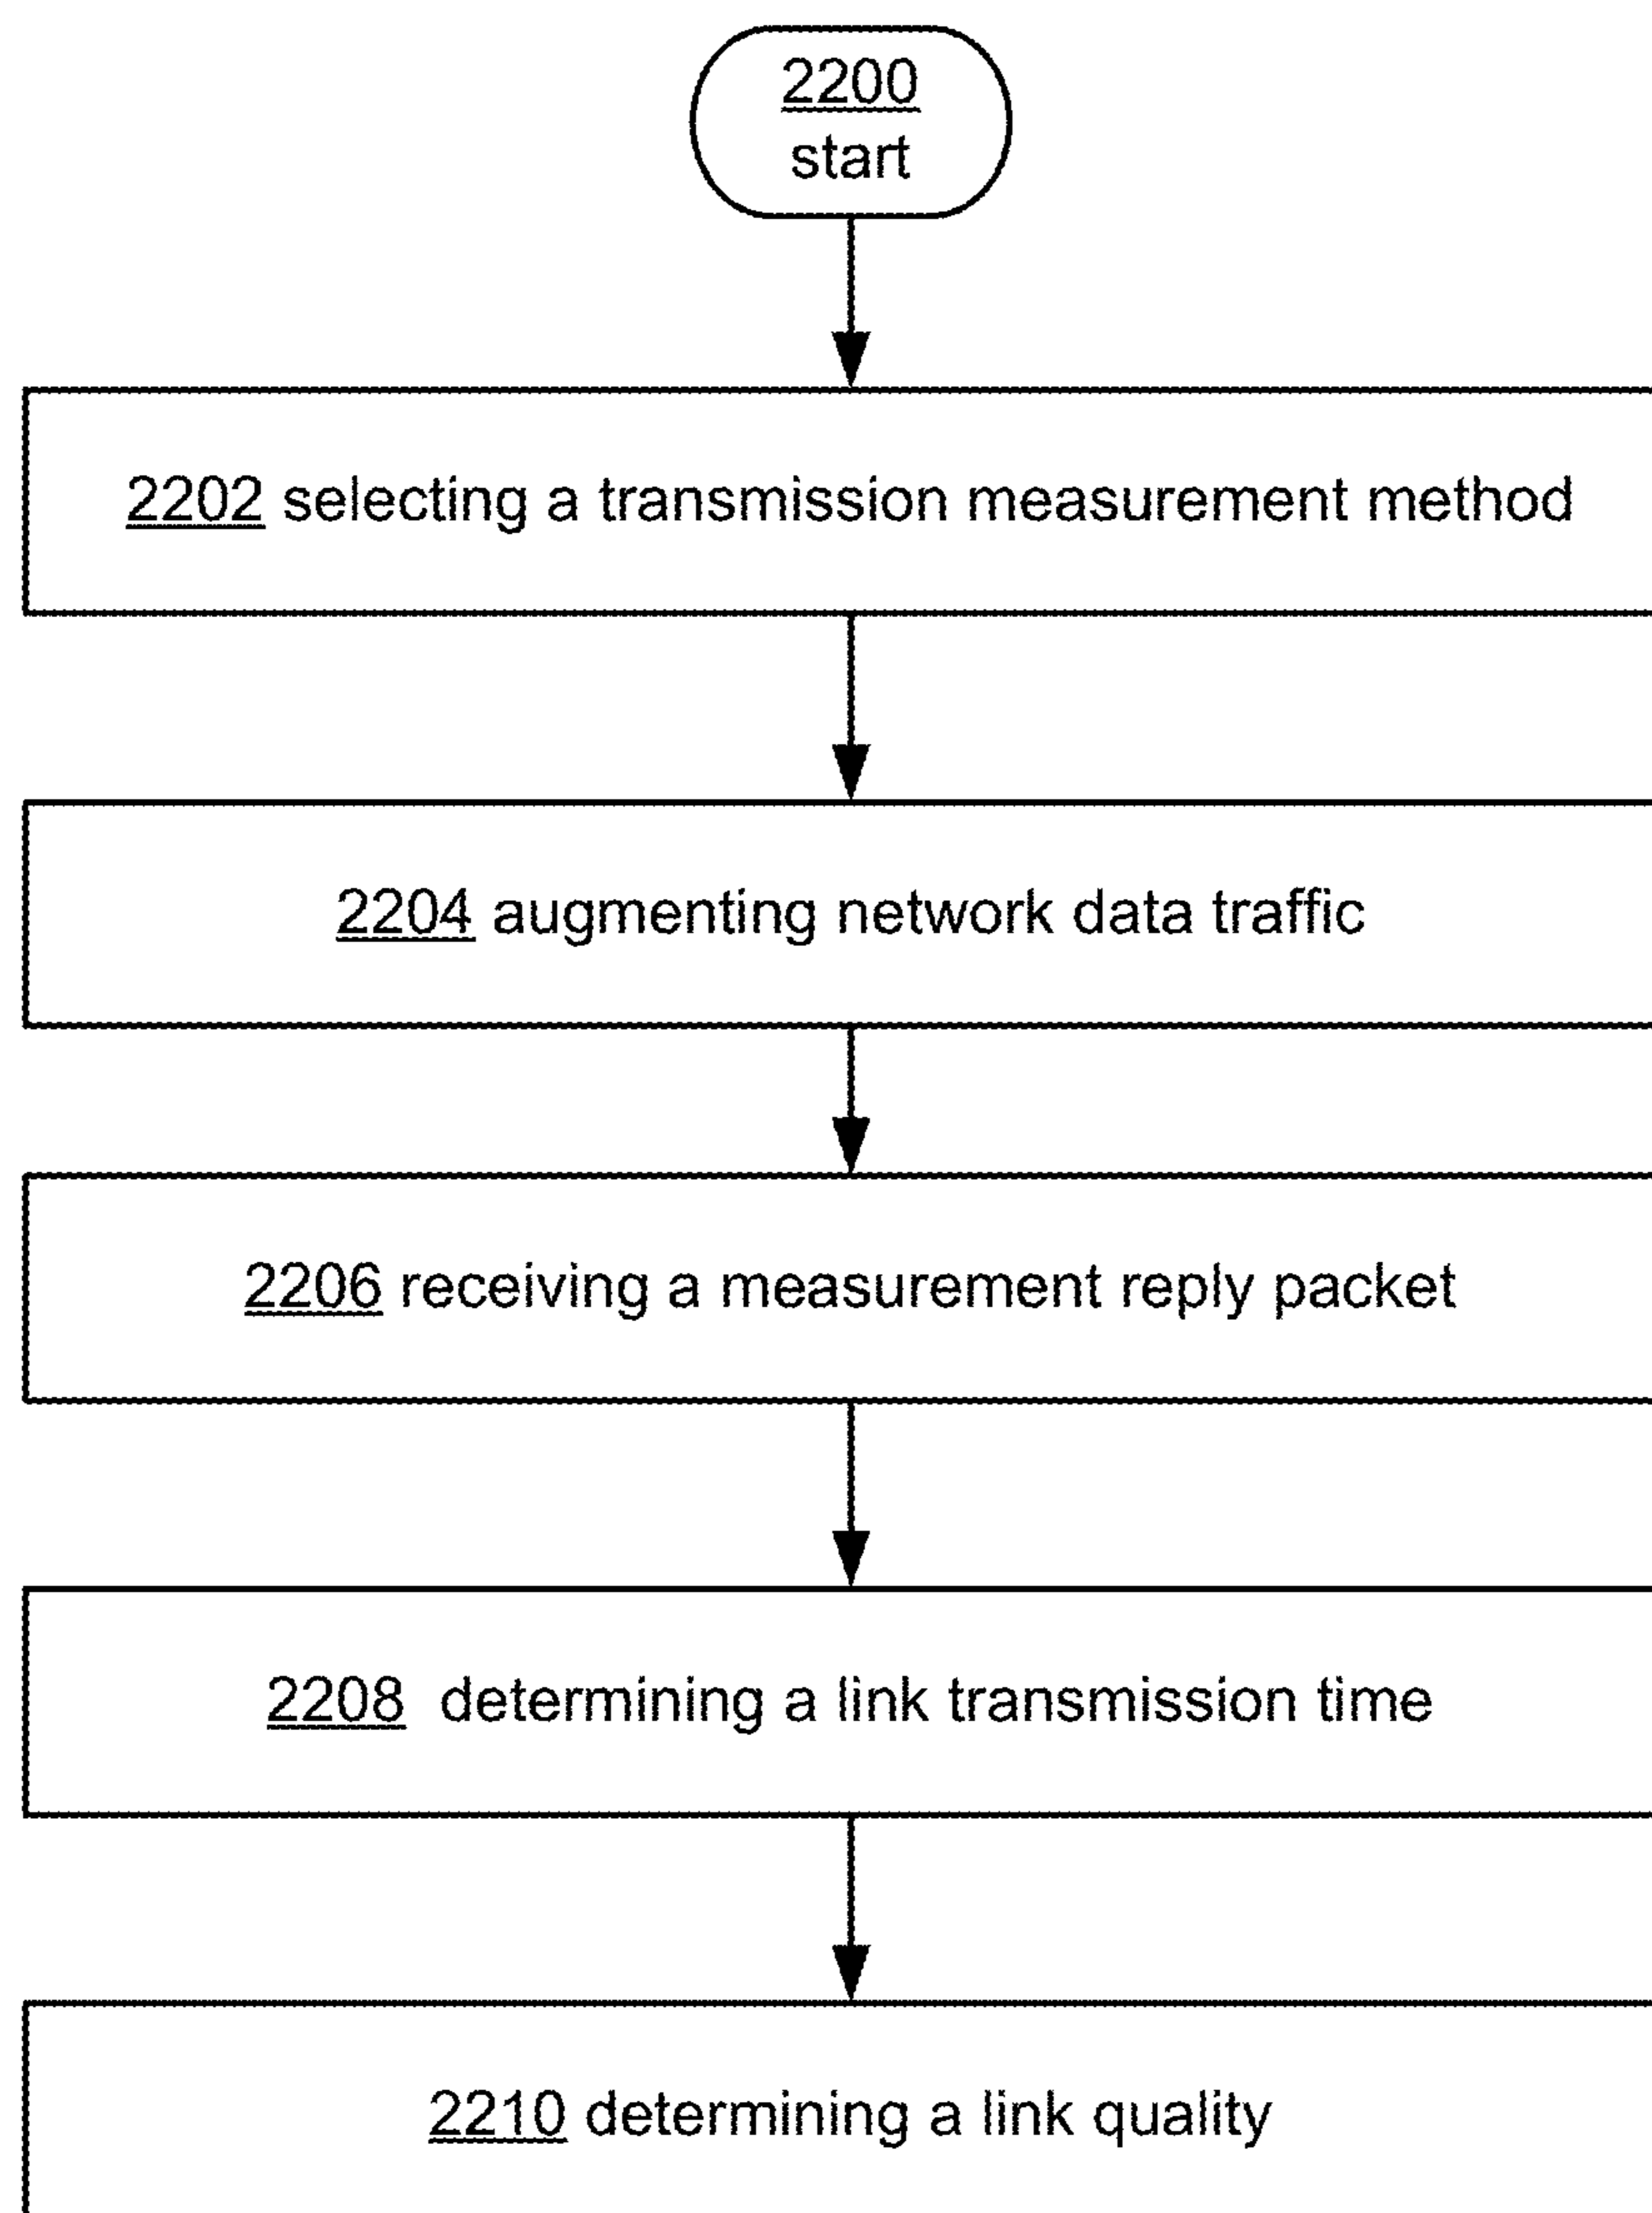 2200
start
2202 selecting a transmission measurement method
2204 augmenting network data traffic
2206 receiving a measurement reply packet
2208 determining a link transmission time
2210 determining a link quality